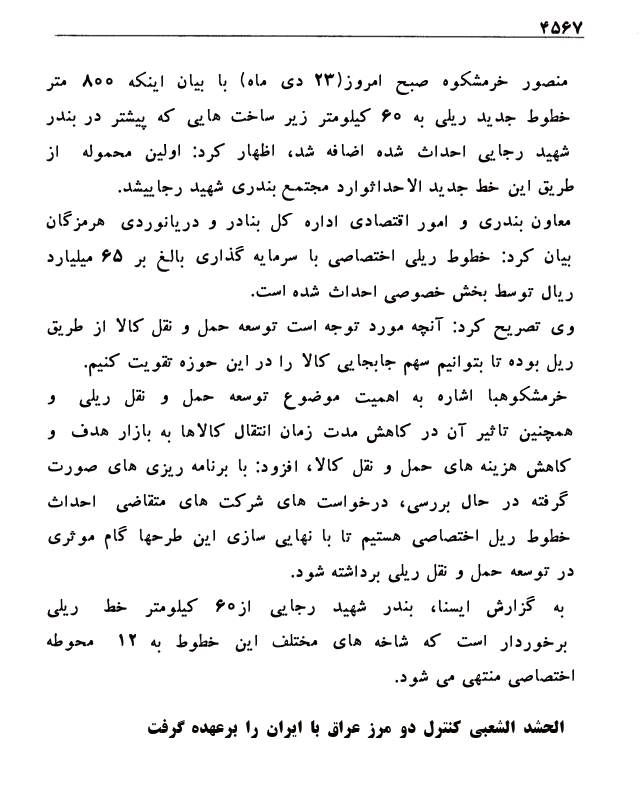 ۴۵۶۷
منصور خرمشکوه صبح امروز(۲۳ دی ماه) با بیان اینکه ۸۰۰ متر
خطوط جدید ریلی به ۶۰ کیلومتر زیر ساخت هایی که پیشتر در بندر
شهید رجایی احداث شده اضافه شد، اظهار کرد: اولین محموله از
طریق این خط جدید الاحداثوارد مجتمع بندری شهید رجاییشد.
معاون بندری و امور اقتصادی اداره کل بنادر و دریانوردی هرمزگان
بیان کرد: خطوط ریلی اختصاصی با سرمایه گذاری بالغ بر ۶۵ میلیارد
ریال توسط بخش خصوصی احداث شده است.
وی تصریح کرد: آنچه مورد توجه است توسعه حمل و نقل کالا از طریق
ریل بوده تا بتوانیم سهم جابجایی کالا را در این حوزه تقویت کنیم.
خرمشکوهبا اشاره به اهمیت موضوع توسعه حمل و نقل ریلی و
همچنین تاثیر آن در کاهش مدت زمان انتقال کالاها به بازار هدف و
کاهش هزینه های حمل و نقل کالا، افزود: با برنامه ریزی های صورت
گرفته در حال بررسی، درخواست های شرکت های متقاضی احداث
خطوط ریل اختصاصی هستیم تا با نهایی سازی این طرحها گام موثری
در توسعه حمل و نقل ریلی برداشته شود.
به گزارش ایسنا، بندر شهید رجایی از۶۰ کیلومتر خط ریلی
برخوردار است که شاخه های مختلف این خطوط به ۱۲ محوطه
اختصاصی منتهی می شود.
الحشد الشعبی کنترل دو مرز عراق با ایران را برعهده گرفت